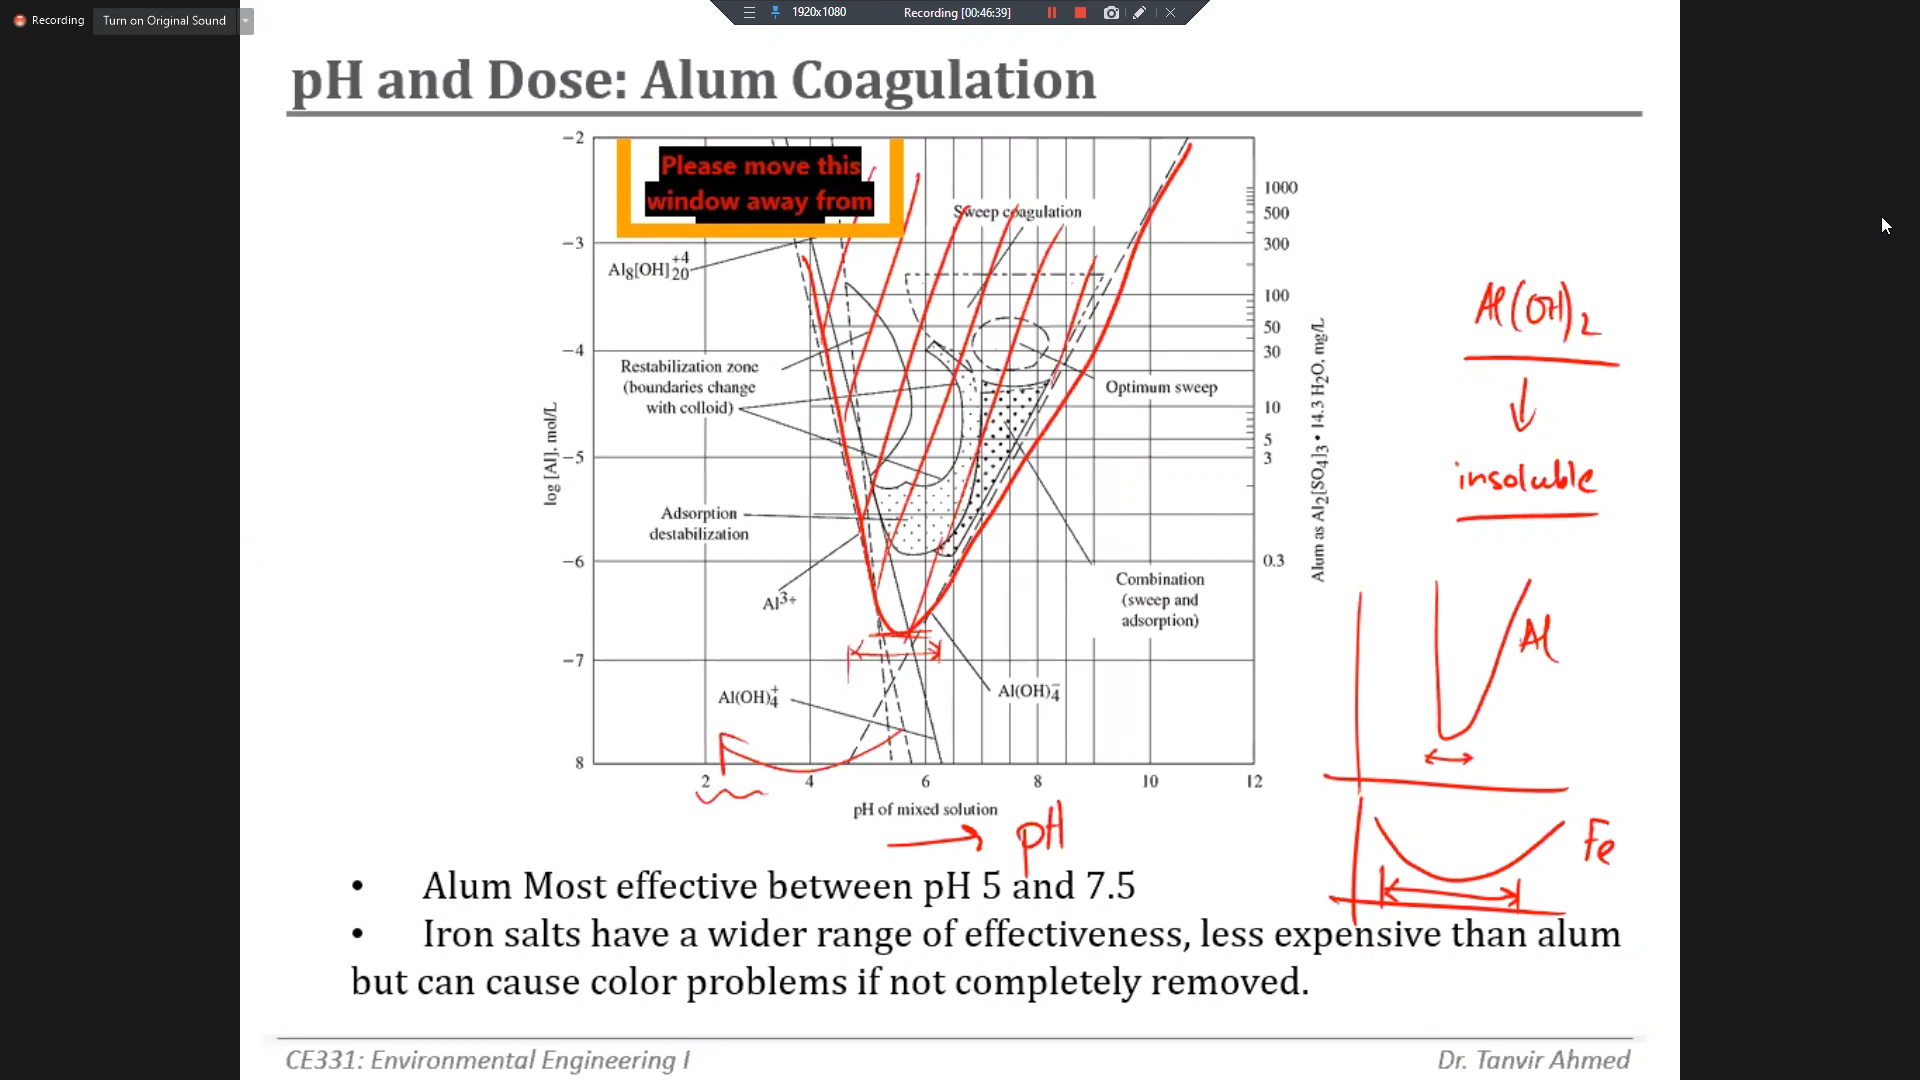 Recording
Turn on Original Sound
1920x1080
Recording [00:46:39]
pH and Dose: Alum Coagulation
Please move this
window away from
−2
−3
−4
−5
−6
−7
8
log [Al], mol/L
2
4
6
8
10
12
pH of mixed solution
→ pH
1000
500
300
100
50
30
10
5
3
0.3
Alum as Al2[SO4]3 • 14.3 H2O, mg/L
Sweep coagulation
Al8[OH]20+4
Restabilization zone
(boundaries change
with colloid)
Optimum sweep
Adsorption
destabilization
Al3+
Combination
(sweep and
adsorption)
Al(OH)4+
Al(OH)4−
Al(OH)2
↓
insoluble
Al
Fe
• Alum Most effective between pH 5 and 7.5
• Iron salts have a wider range of effectiveness, less expensive than alum
but can cause color problems if not completely removed.
CE331: Environmental Engineering I
Dr. Tanvir Ahmed